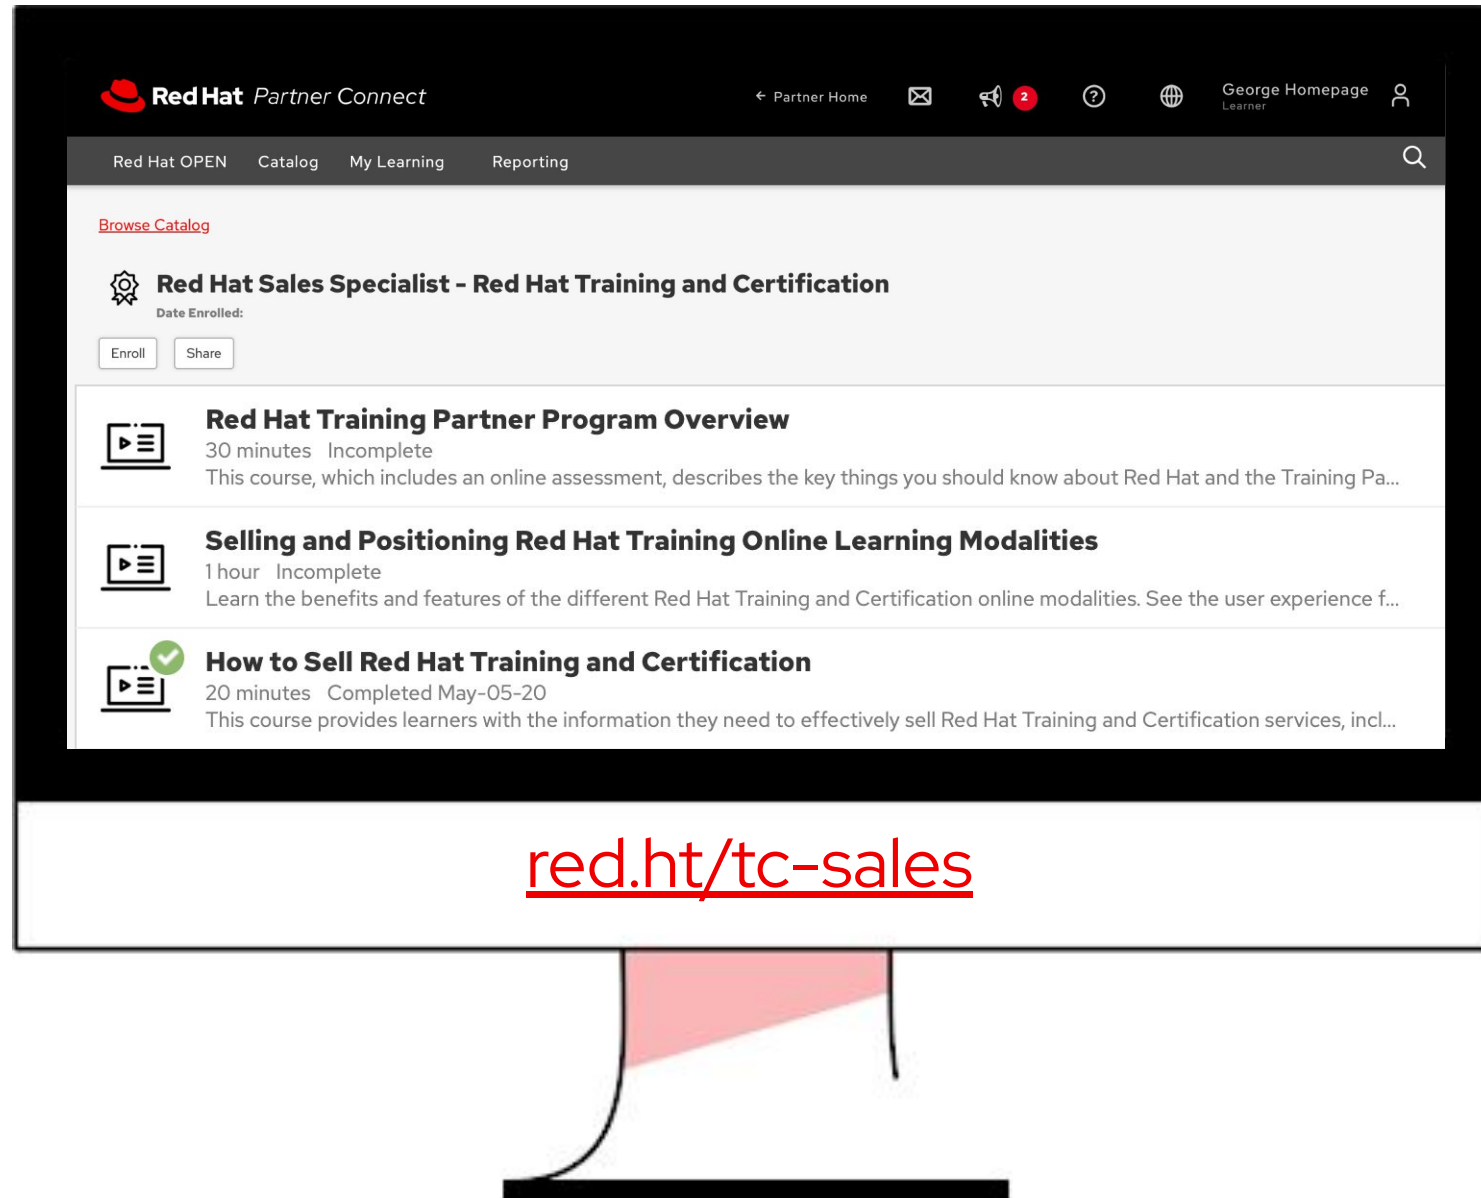 Red Hat Partner Connect
← Partner Home
2
George Homepage
Learner
Red Hat OPEN Catalog My Learning Reporting
Browse Catalog
Red Hat Sales Specialist - Red Hat Training and Certification
Date Enrolled:
Enroll Share
Red Hat Training Partner Program Overview
30 minutes Incomplete
This course, which includes an online assessment, describes the key things you should know about Red Hat and the Training Pa...
Selling and Positioning Red Hat Training Online Learning Modalities
1 hour Incomplete
Learn the benefits and features of the different Red Hat Training and Certification online modalities. See the user experience f...
How to Sell Red Hat Training and Certification
20 minutes Completed May-05-20
This course provides learners with the information they need to effectively sell Red Hat Training and Certification services, incl...
red.ht/tc-sales